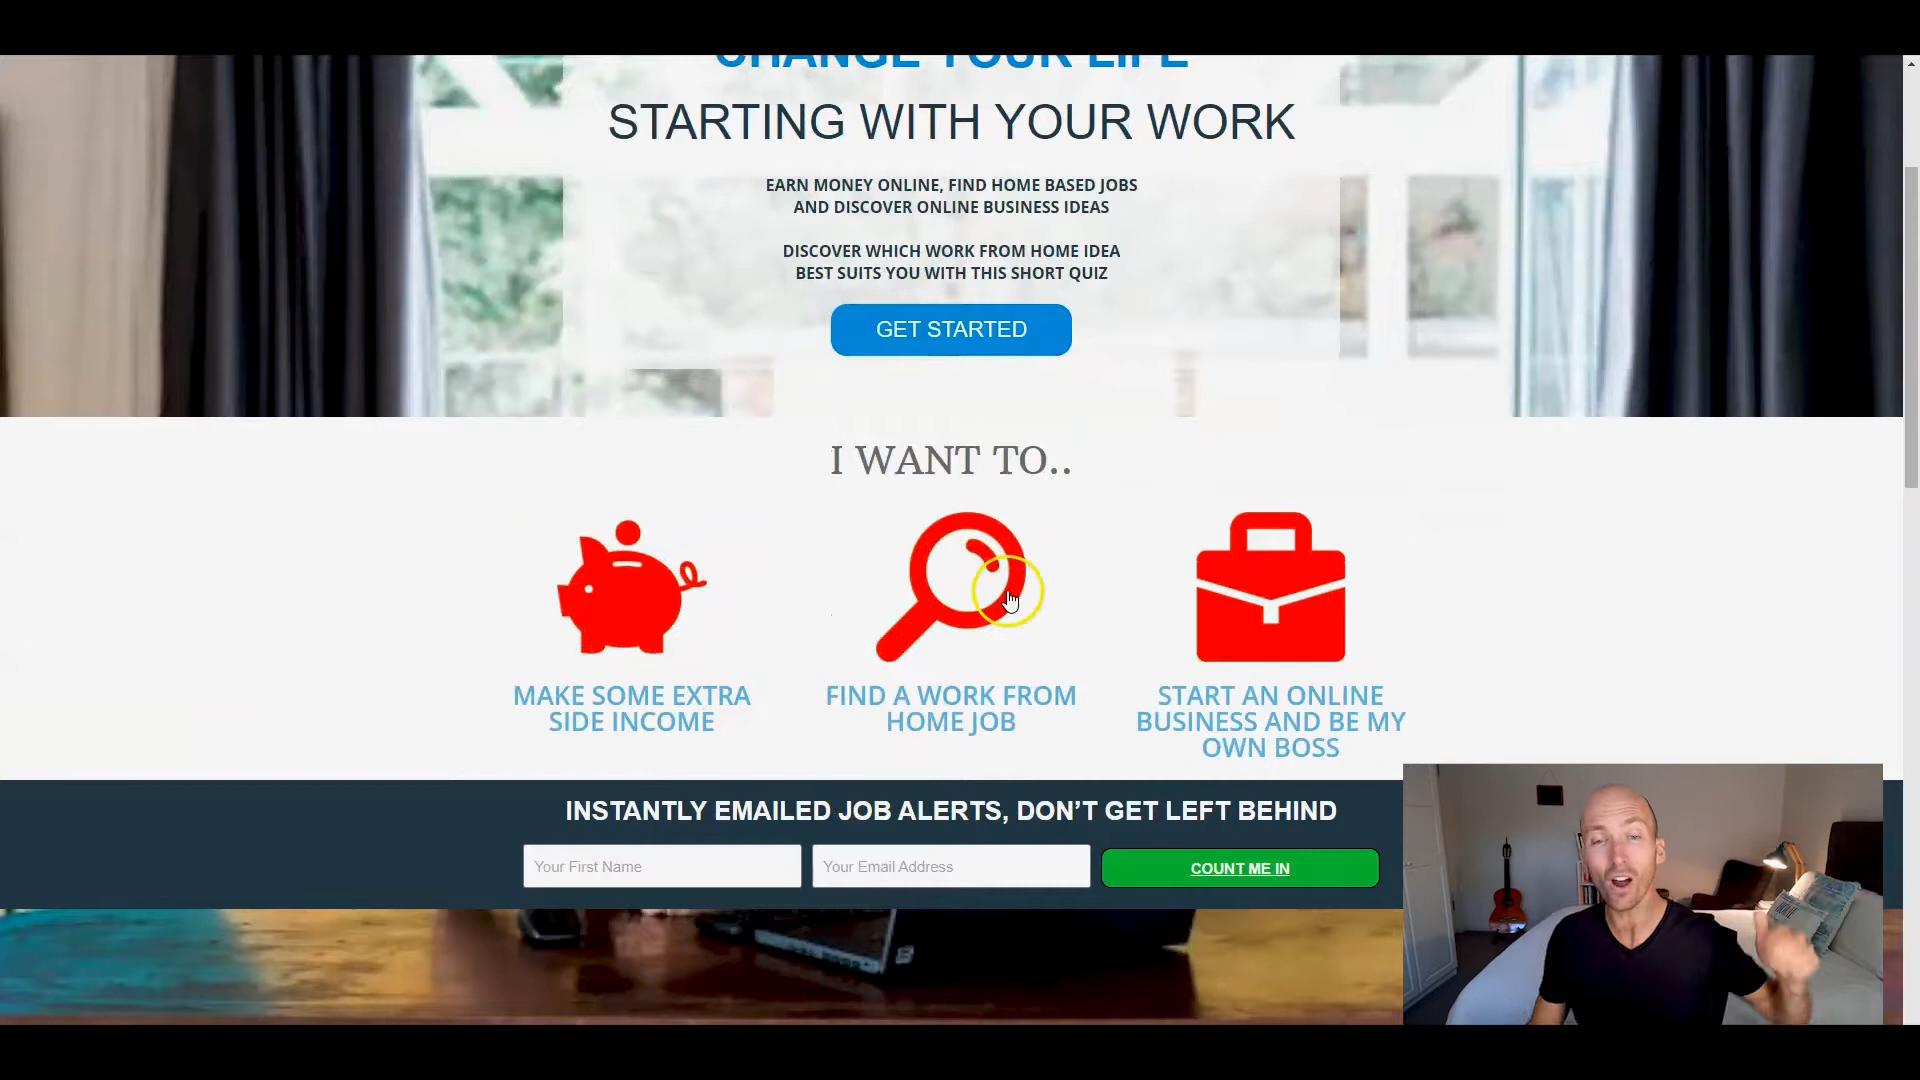 CHANGE YOUR LIFE
STARTING WITH YOUR WORK
EARN MONEY ONLINE, FIND HOME BASED JOBS
AND DISCOVER ONLINE BUSINESS IDEAS
DISCOVER WHICH WORK FROM HOME IDEA
BEST SUITS YOU WITH THIS SHORT QUIZ
GET STARTED
I WANT TO..
MAKE SOME EXTRA
SIDE INCOME
FIND A WORK FROM
HOME JOB
START AN ONLINE
BUSINESS AND BE MY
OWN BOSS
INSTANTLY EMAILED JOB ALERTS, DON’T GET LEFT BEHIND
Your First Name
Your Email Address
COUNT ME IN